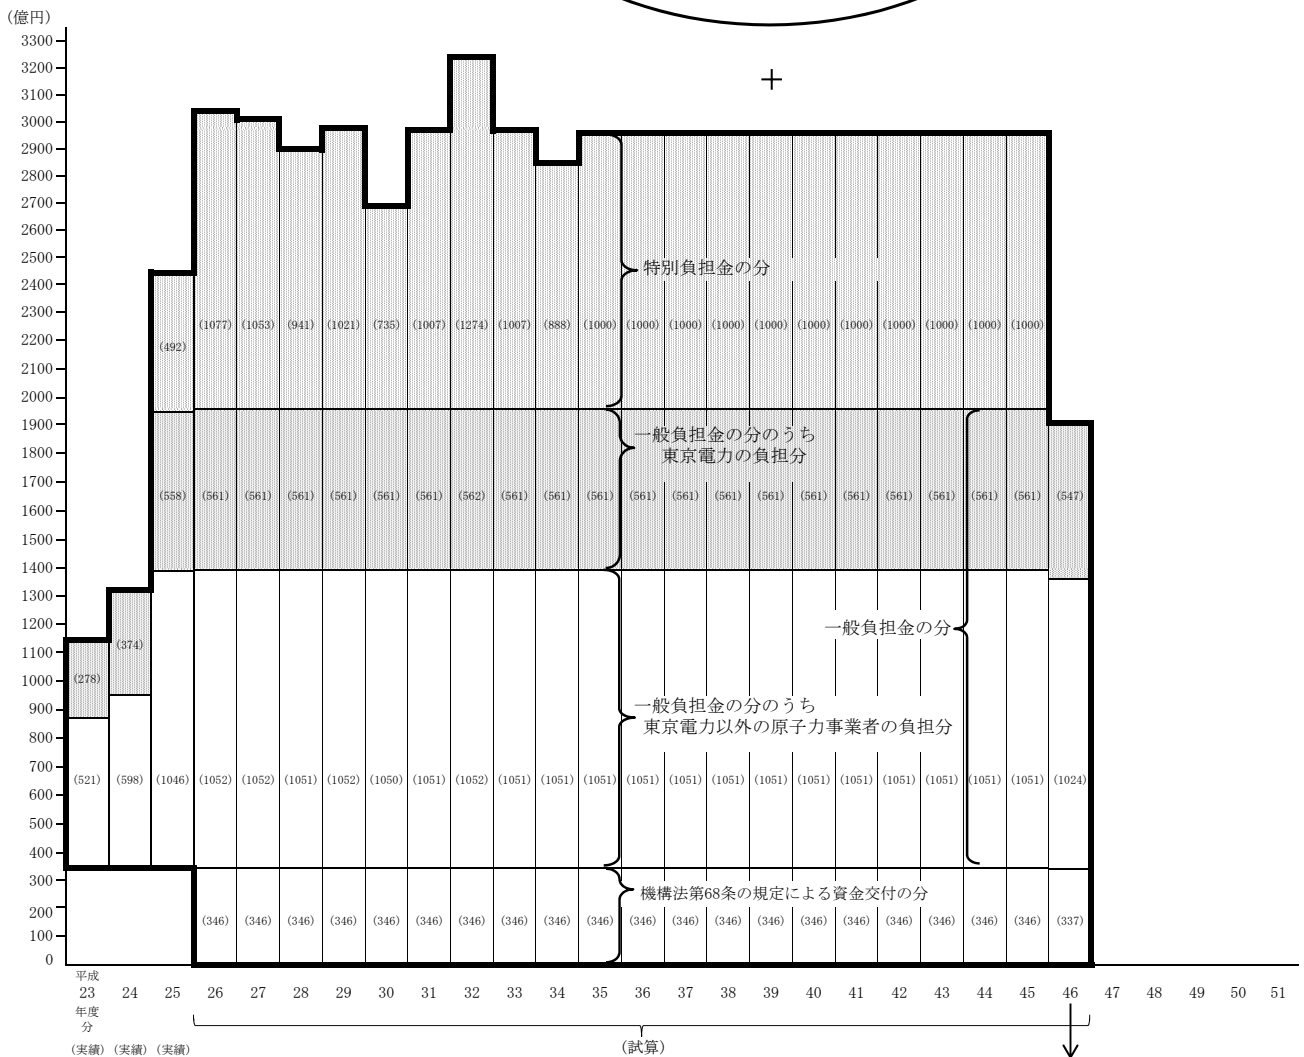 （億円）
3300
3200
3100
3000
2900
2800
2700
2600
2500
2400
2300
2200
2100
2000
1900
1800
1700
1600
1500
1400
1300
1200
1100
1000
900
800
700
600
500
400
300
200
100
0
特別負担金の分
(1077) (1053) (941) (1021) (735) (1007) (1274) (1007) (888) (1000) (1000) (1000) (1000) (1000) (1000) (1000) (1000) (1000) (1000) (1000)
(492)
一般負担金の分のうち
東京電力の負担分
(558) (561) (561) (561) (561) (561) (561) (562) (561) (561) (561) (561) (561) (561) (561) (561) (561) (561) (561) (561) (561) (547)
一般負担金の分
(374)
(278)
一般負担金の分のうち
東京電力以外の原子力事業者の負担分
(521) (598) (1046) (1052) (1052) (1051) (1052) (1050) (1051) (1052) (1051) (1051) (1051) (1051) (1051) (1051) (1051) (1051) (1051) (1051) (1051) (1051) (1051) (1024)
機構法第68条の規定による資金交付の分
(346) (346) (346) (346) (346) (346) (346) (346) (346) (346) (346) (346) (346) (346) (346) (346) (346) (346) (346) (346) (337)
平成
23 24 25 26 27 28 29 30 31 32 33 34 35 36 37 38 39 40 41 42 43 44 45 46 47 48 49 50 51
年度
分
（実績）（実績）（実績）
（試算）